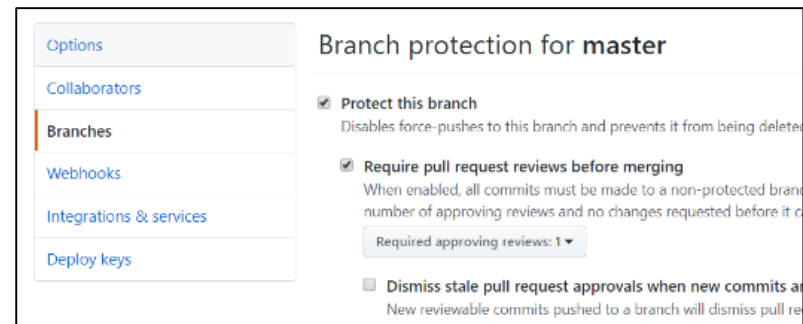 Options
Collaborators
Branches
Webhooks
Integrations & services
Deploy keys
Branch protection for master
Protect this branch
Disables force-pushes to this branch and prevents it from being deleted
Require pull request reviews before merging
When enabled, all commits must be made to a non-protected
number of approving reviews and no changes requested before it
Required approving reviews: 1
Dismiss stale pull request approvals when new commits
New reviewable commits pushed to a branch will dismiss pull